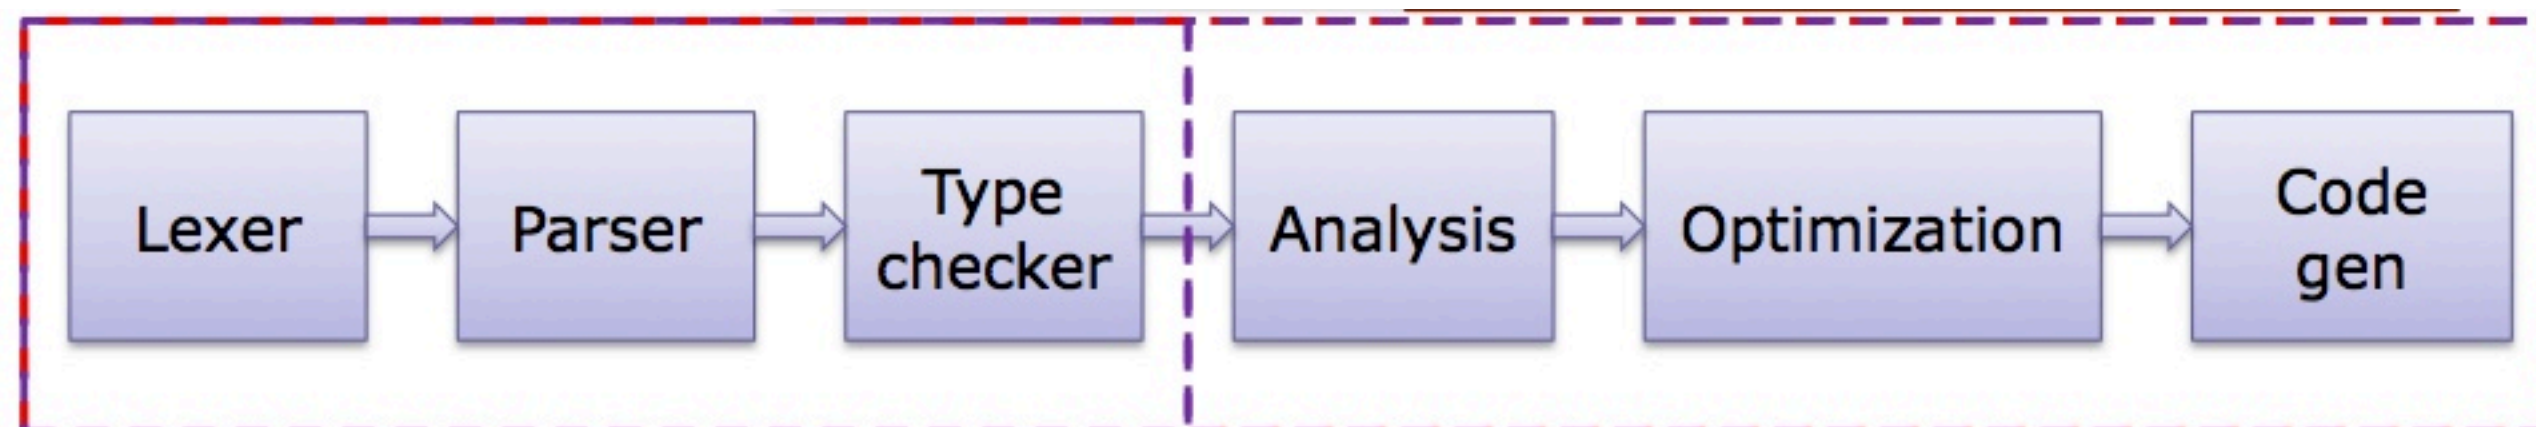 Lexer
Parser
Type
checker
Analysis
Optimization
Code
gen